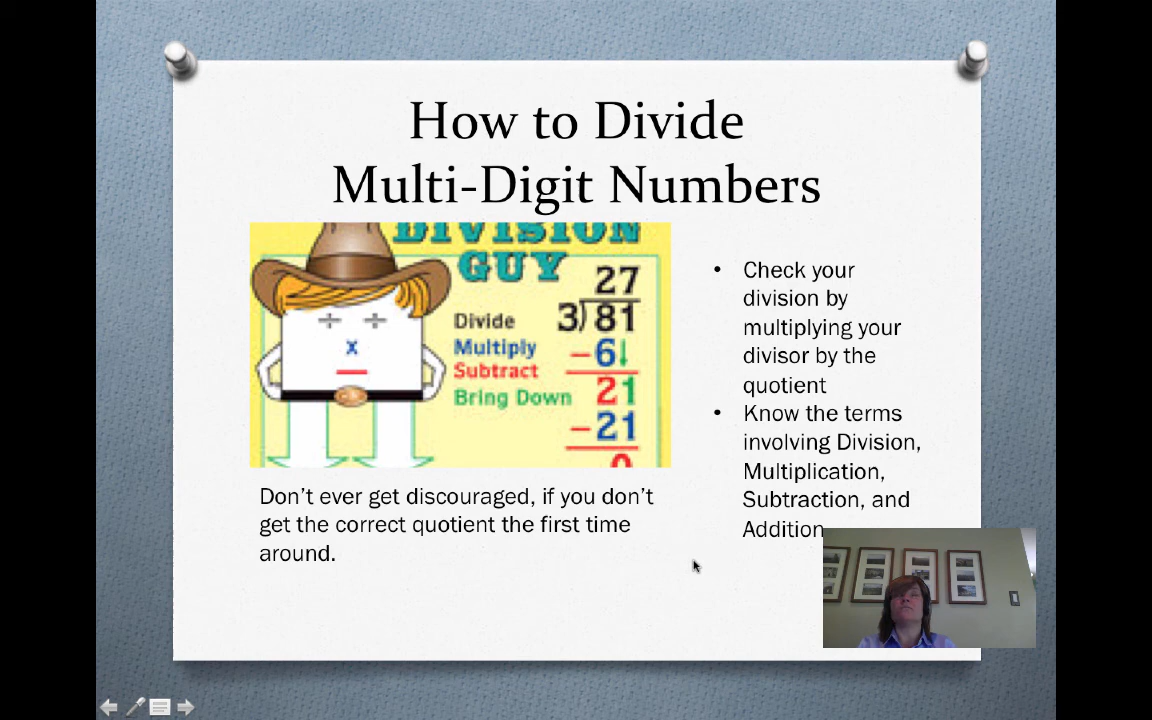 How to Divide
Multi-Digit Numbers
DIVISION
GUY
27
3)81
Divide
Multiply
Subtract
Bring Down
−6↓
21
−21
0
Don't ever get discouraged, if you don't
get the correct quotient the first time
around.
• Check your
division by
multiplying your
divisor by the
quotient
• Know the terms
involving Division,
Multiplication,
Subtraction, and
Addition